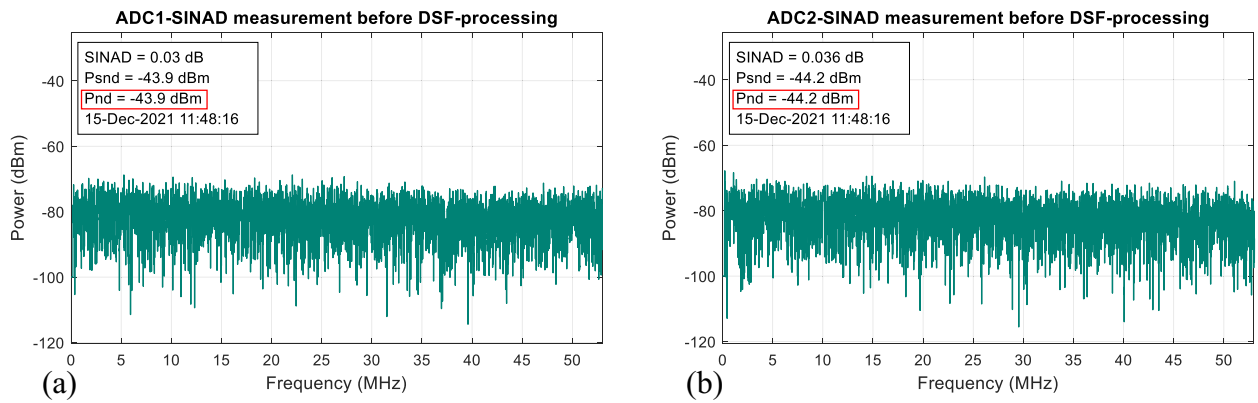 ADC1-SINAD measurement before DSF-processing
SINAD = 0.03 dB
Psnd = -43.9 dBm
Pnd = -43.9 dBm
15-Dec-2021 11:48:16
Power (dBm)
-40
-60
-80
-100
-120
0 5 10 15 20 25 30 35 40 45 50
Frequency (MHz)
(a)
ADC2-SINAD measurement before DSF-processing
SINAD = 0.036 dB
Psnd = -44.2 dBm
Pnd = -44.2 dBm
15-Dec-2021 11:48:16
Power (dBm)
-40
-60
-80
-100
-120
0 5 10 15 20 25 30 35 40 45 50
Frequency (MHz)
(b)